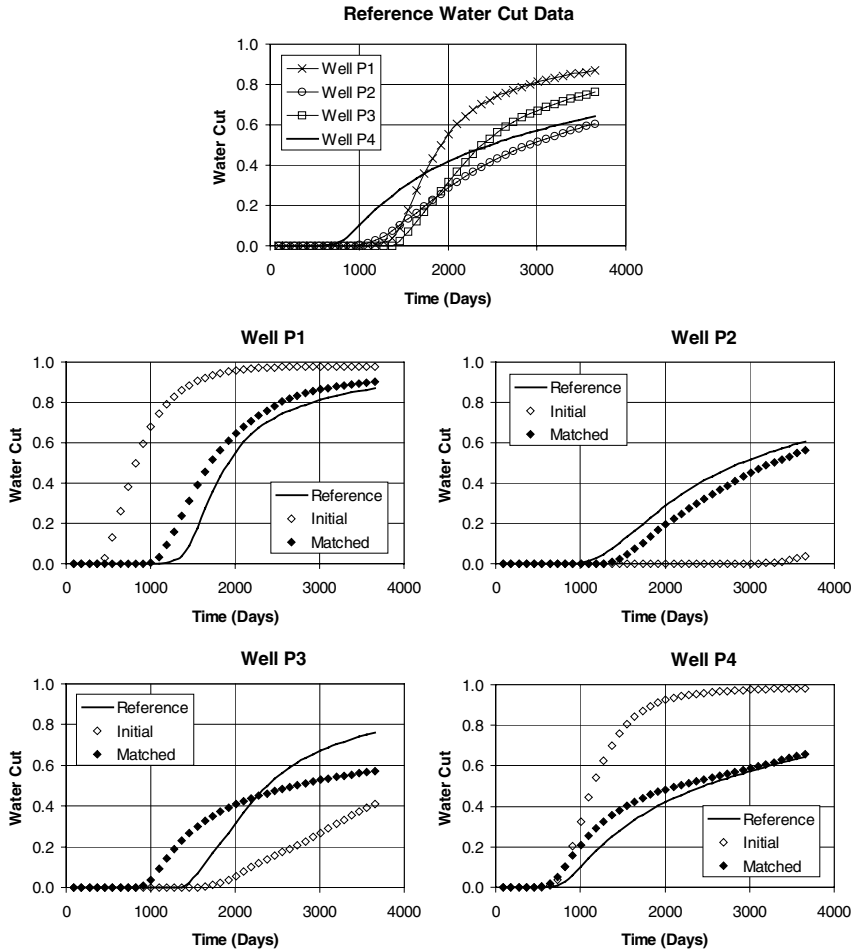 Reference Water Cut Data
1.0
0.8
0.6
0.4
0.2
0.0
Water Cut
Well P1
Well P2
Well P3
Well P4
0 1000 2000 3000 4000
Time (Days)
Well P1
1.0
0.8
0.6
0.4
0.2
0.0
Water Cut
Reference
Initial
Matched
0 1000 2000 3000 4000
Time (Days)
Well P2
1.0
0.8
0.6
0.4
0.2
0.0
Water Cut
Reference
Initial
Matched
0 1000 2000 3000 4000
Time (Days)
Well P3
1.0
0.8
0.6
0.4
0.2
0.0
Water Cut
Reference
Initial
Matched
0 1000 2000 3000 4000
Time (Days)
Well P4
1.0
0.8
0.6
0.4
0.2
0.0
Water Cut
Reference
Initial
Matched
0 1000 2000 3000 4000
Time (Days)